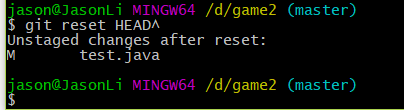 jason@JasonLi MINGW64 /d/game2 (master)
$ git reset HEAD^
Unstaged changes after reset:
M       test.java
jason@JasonLi MINGW64 /d/game2 (master)
$